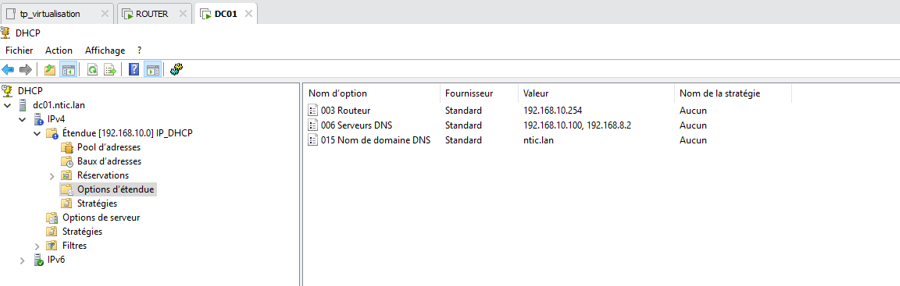 tp_virtualisation ROUTER DC01
DHCP
Fichier Action Affichage ?
DHCP
dc01.ntic.lan
IPv4
Étendue [192.168.10.0] IP_DHCP
Pool d'adresses
Baux d'adresses
Réservations
Options d'étendue
Stratégies
Options de serveur
Stratégies
Filtres
IPv6
Nom d'option Fournisseur Valeur Nom de la stratégie
003 Routeur Standard 192.168.10.254 Aucun
006 Serveurs DNS Standard 192.168.10.100, 192.168.8.2 Aucun
015 Nom de domaine DNS Standard ntic.lan Aucun